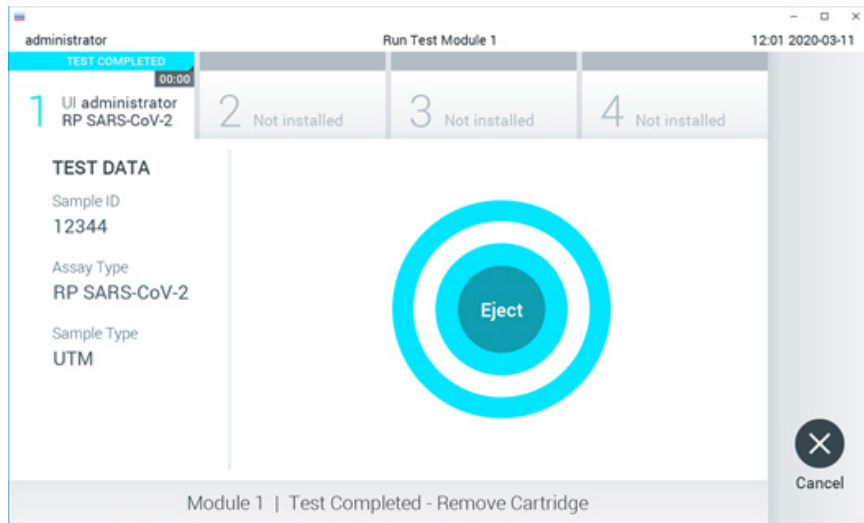 administrator Run Test Module 1 12:01 2020-03-11
TEST COMPLETED
00:00
1 UI administrator
RP SARS-CoV-2
2 Not installed
3 Not installed
4 Not installed
TEST DATA
Sample ID
12344
Assay Type
RP SARS-CoV-2
Sample Type
UTM
Eject
Cancel
Module 1 | Test Completed - Remove Cartridge